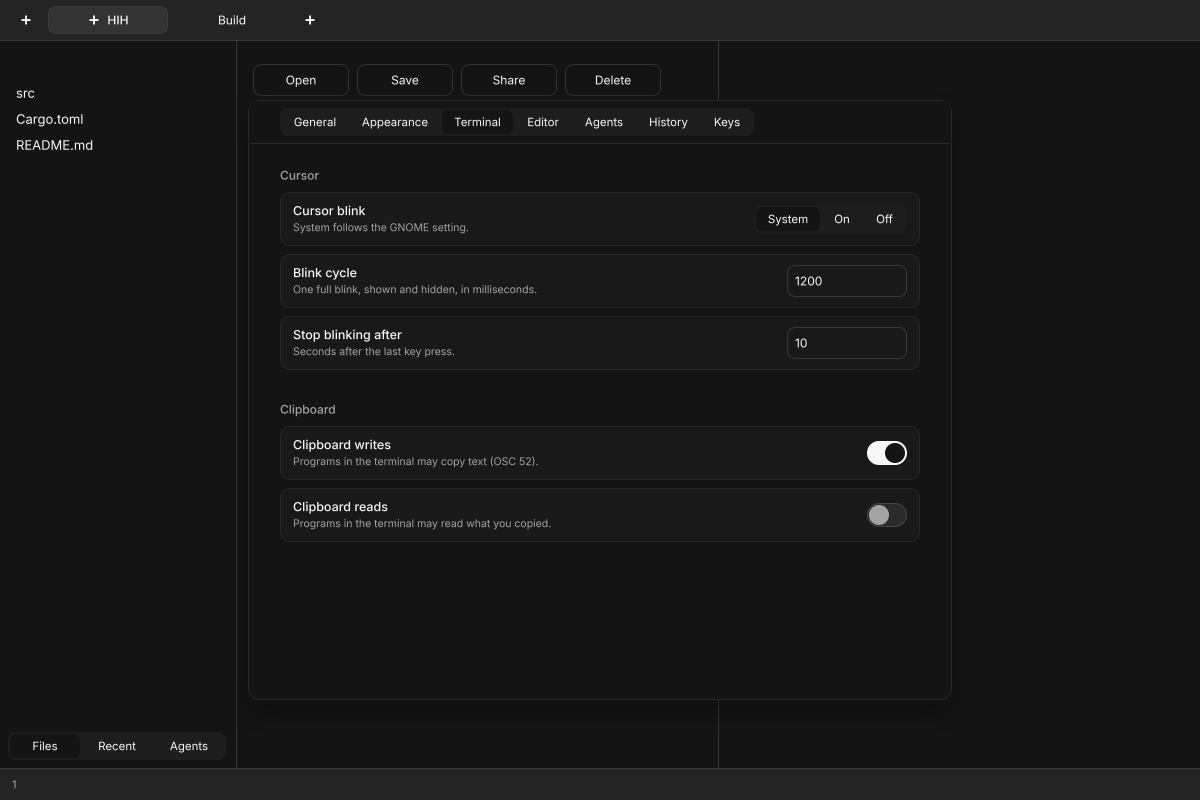 HIH
Build
src
Cargo.toml
README.md
Open
Save
Share
Delete
General
Appearance
Terminal
Editor
Agents
History
Keys
Cursor
Cursor blink
System follows the GNOME setting.
System
On
Off
Blink cycle
One full blink, shown and hidden, in milliseconds.
1200
Stop blinking after
Seconds after the last key press.
10
Clipboard
Clipboard writes
Programs in the terminal may copy text (OSC 52).
Clipboard reads
Programs in the terminal may read what you copied.
Files
Recent
Agents
1